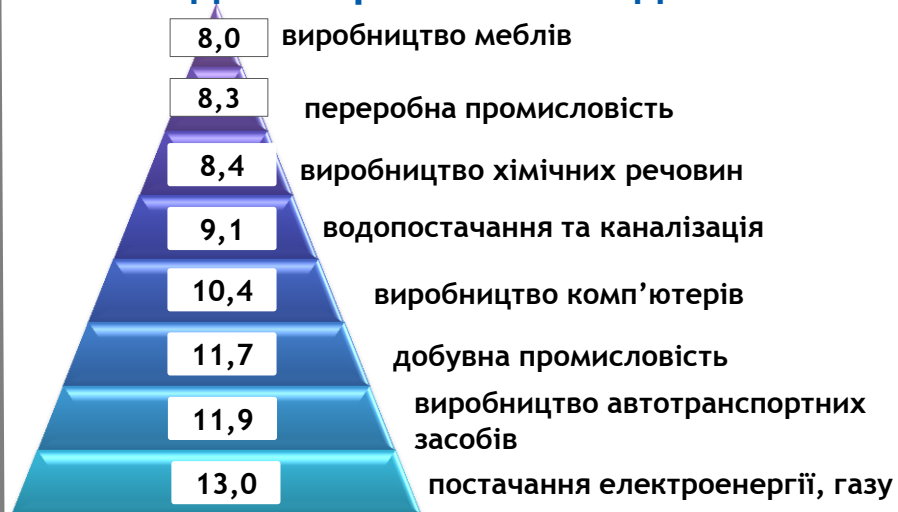 8,0 виробництво меблів
8,3 переробна промисловість
8,4 виробництво хімічних речовин
9,1 водопостачання та каналізація
10,4 виробництво комп’ютерів
11,7 добувна промисловість
11,9 виробництво автотранспортних
засобів
13,0 постачання електроенергії, газу